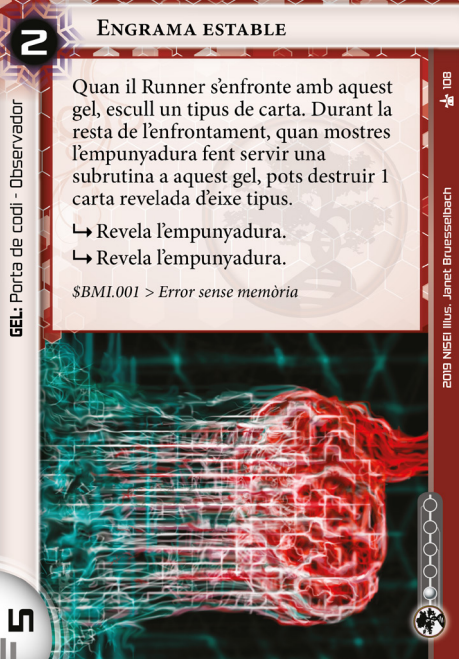 2
Engrama estable
Quan il Runner s'enfronte amb aquest
gel, escull un tipus de carta. Durant la
resta de l'enfrontament, quan mostres
l'empunyadura fent servir una
subrutina a aquest gel, pots destruir 1
carta revelada d'eixe tipus.
↳ Revela l'empunyadura.
↳ Revela l'empunyadura.
$BMI.001 > Error sense memòria
GEL: Porta de codi - Observador
5
108
2019 NISEI Illus. Janet Bruesselbach